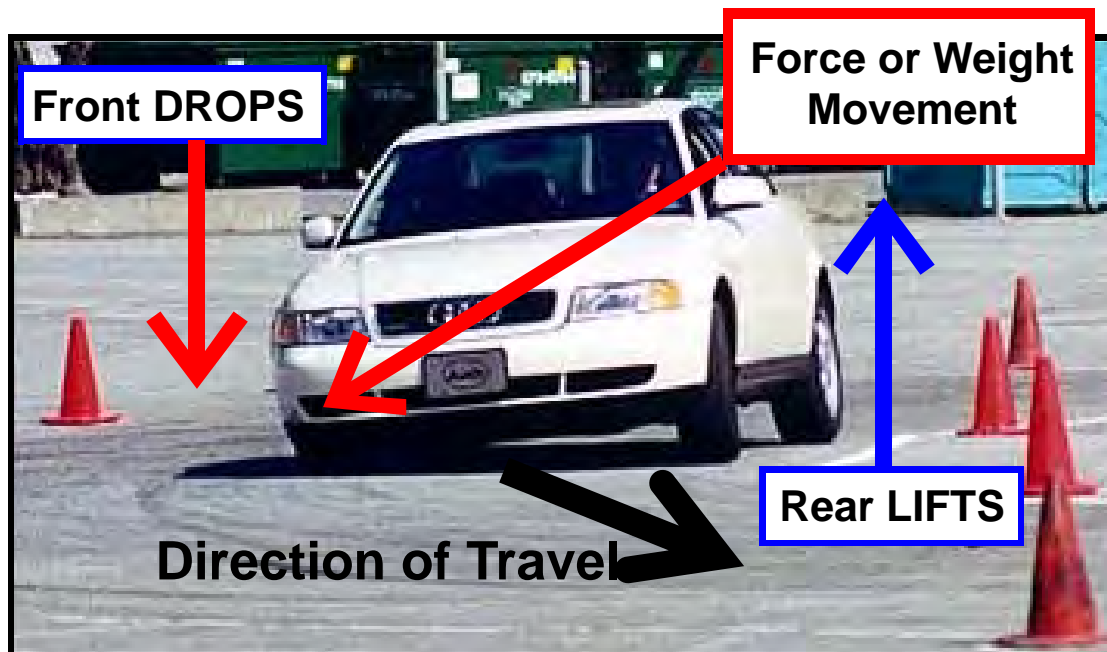 Front DROPS
Force or Weight
Movement
Rear LIFTS
Direction of Travel